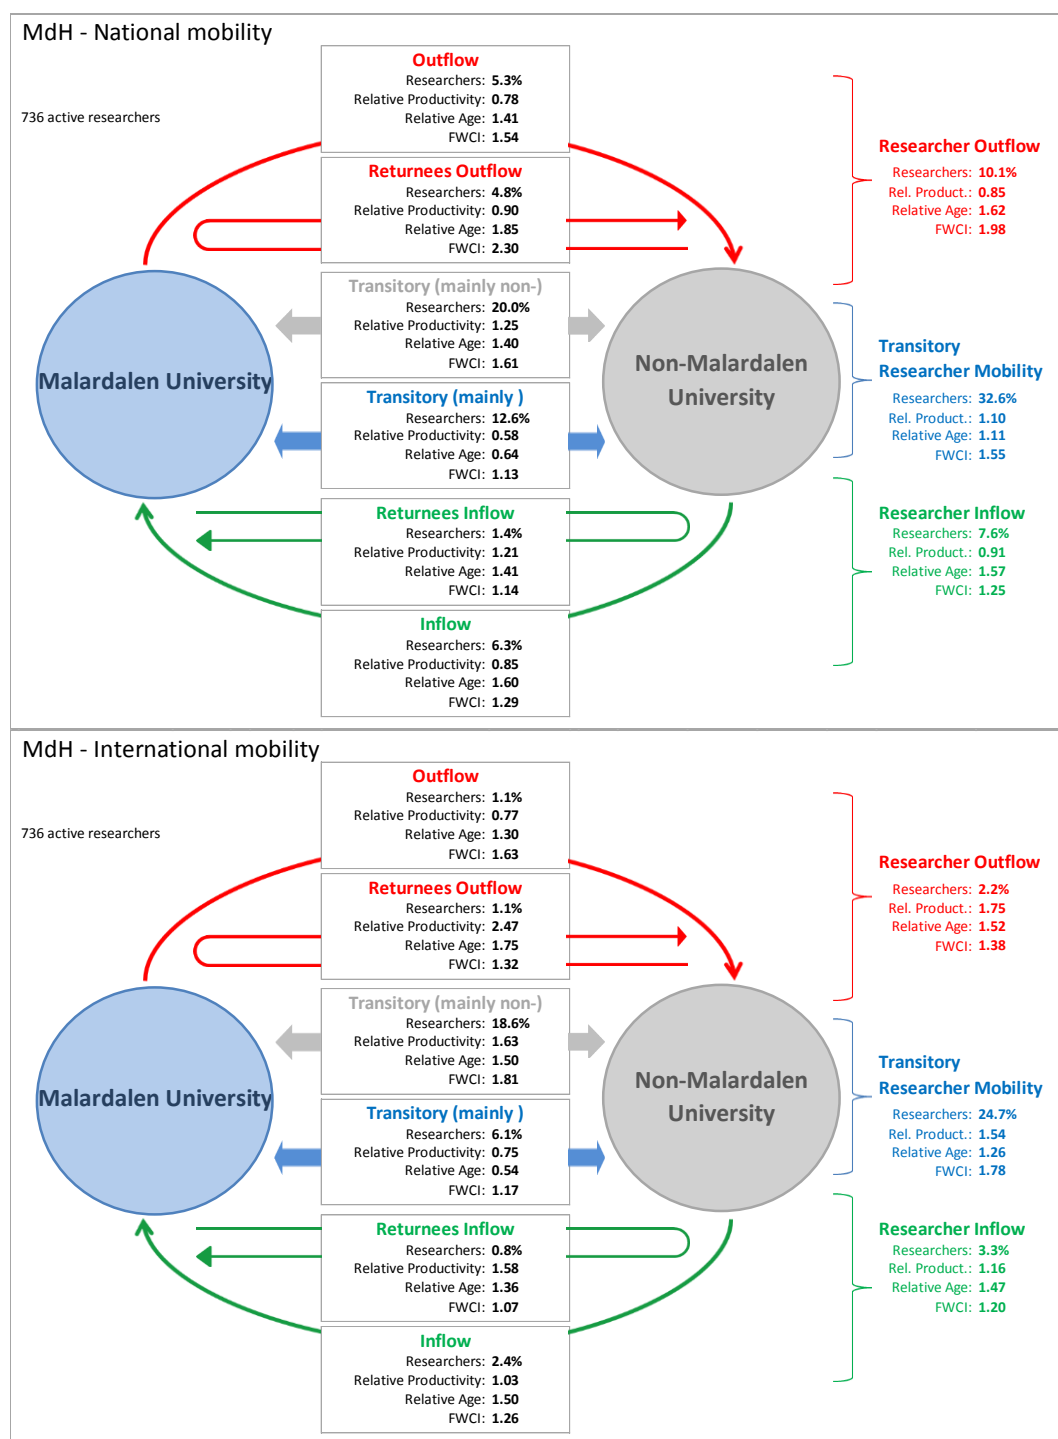 MdH - National mobility
736 active researchers
Outflow
Researchers: 5.3%
Relative Productivity: 0.78
Relative Age: 1.41
FWCI: 1.54
Returnees Outflow
Researchers: 4.8%
Relative Productivity: 0.90
Relative Age: 1.85
FWCI: 2.30
Transitory (mainly non-)
Researchers: 20.0%
Relative Productivity: 1.25
Relative Age: 1.40
FWCI: 1.61
Transitory (mainly )
Researchers: 12.6%
Relative Productivity: 0.58
Relative Age: 0.64
FWCI: 1.13
Returnees Inflow
Researchers: 1.4%
Relative Productivity: 1.21
Relative Age: 1.41
FWCI: 1.14
Inflow
Researchers: 6.3%
Relative Productivity: 0.85
Relative Age: 1.60
FWCI: 1.29
Malardalen University
Non-Malardalen
University
Researcher Outflow
Researchers: 10.1%
Rel. Product.: 0.85
Relative Age: 1.62
FWCI: 1.98
Transitory
Researcher Mobility
Researchers: 32.6%
Rel. Product.: 1.10
Relative Age: 1.11
FWCI: 1.55
Researcher Inflow
Researchers: 7.6%
Rel. Product.: 0.91
Relative Age: 1.57
FWCI: 1.25
MdH - International mobility
736 active researchers
Outflow
Researchers: 1.1%
Relative Productivity: 0.77
Relative Age: 1.30
FWCI: 1.63
Returnees Outflow
Researchers: 1.1%
Relative Productivity: 2.47
Relative Age: 1.75
FWCI: 1.32
Transitory (mainly non-)
Researchers: 18.6%
Relative Productivity: 1.63
Relative Age: 1.50
FWCI: 1.81
Transitory (mainly )
Researchers: 6.1%
Relative Productivity: 0.75
Relative Age: 0.54
FWCI: 1.17
Returnees Inflow
Researchers: 0.8%
Relative Productivity: 1.58
Relative Age: 1.36
FWCI: 1.07
Inflow
Researchers: 2.4%
Relative Productivity: 1.03
Relative Age: 1.50
FWCI: 1.26
Malardalen University
Non-Malardalen
University
Researcher Outflow
Researchers: 2.2%
Rel. Product.: 1.75
Relative Age: 1.52
FWCI: 1.38
Transitory
Researcher Mobility
Researchers: 24.7%
Rel. Product.: 1.54
Relative Age: 1.26
FWCI: 1.78
Researcher Inflow
Researchers: 3.3%
Rel. Product.: 1.16
Relative Age: 1.47
FWCI: 1.20